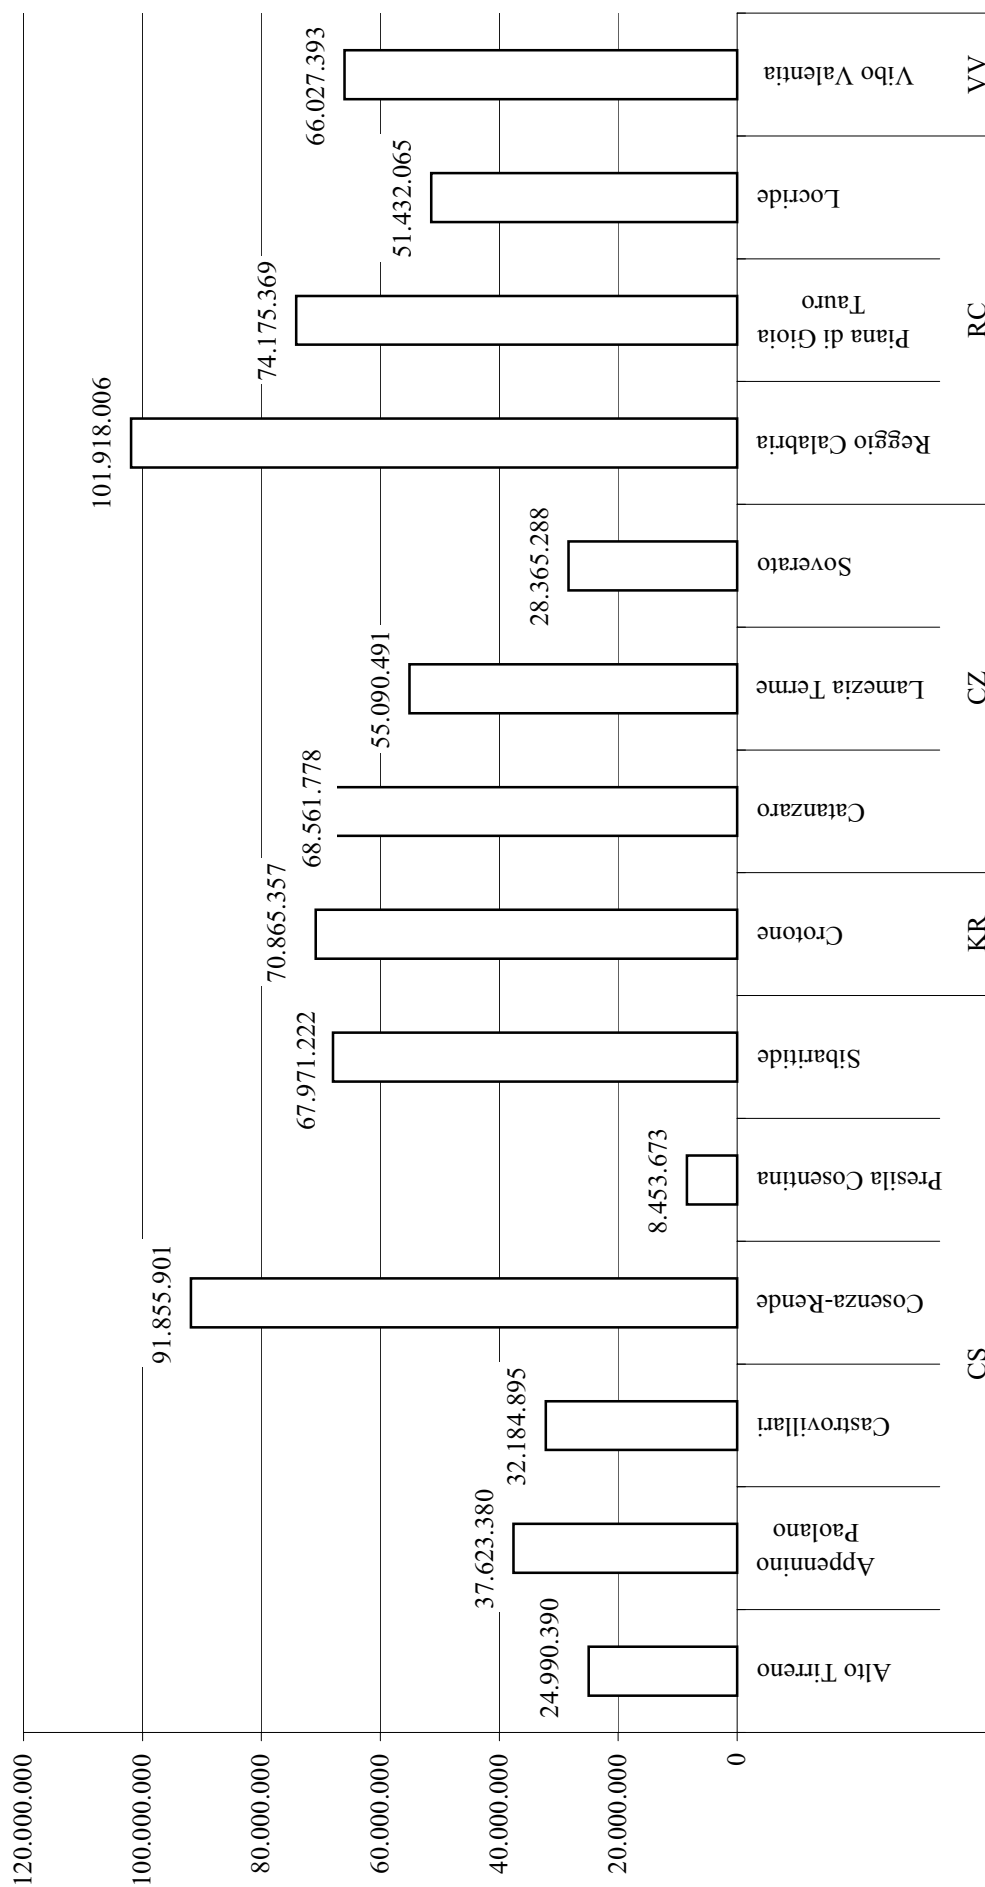 120.000.000
100.000.000
80.000.000
60.000.000
40.000.000
20.000.000
0
24.990.390
37.623.380
32.184.895
91.855.901
8.453.673
67.971.222
70.865.357
68.561.778
55.090.491
28.365.288
101.918.006
74.175.369
51.432.065
66.027.393
Alto Tirreno
Appennino
Paolano
Castrovillari
Cosenza-Rende
Presila Cosentina
Sibaritide
Crotone
Catanzaro
Lamezia Terme
Soverato
Reggio Calabria
Piana di Gioia
Tauro
Locride
Vibo Valentia
CS
KR
CZ
RC
VV